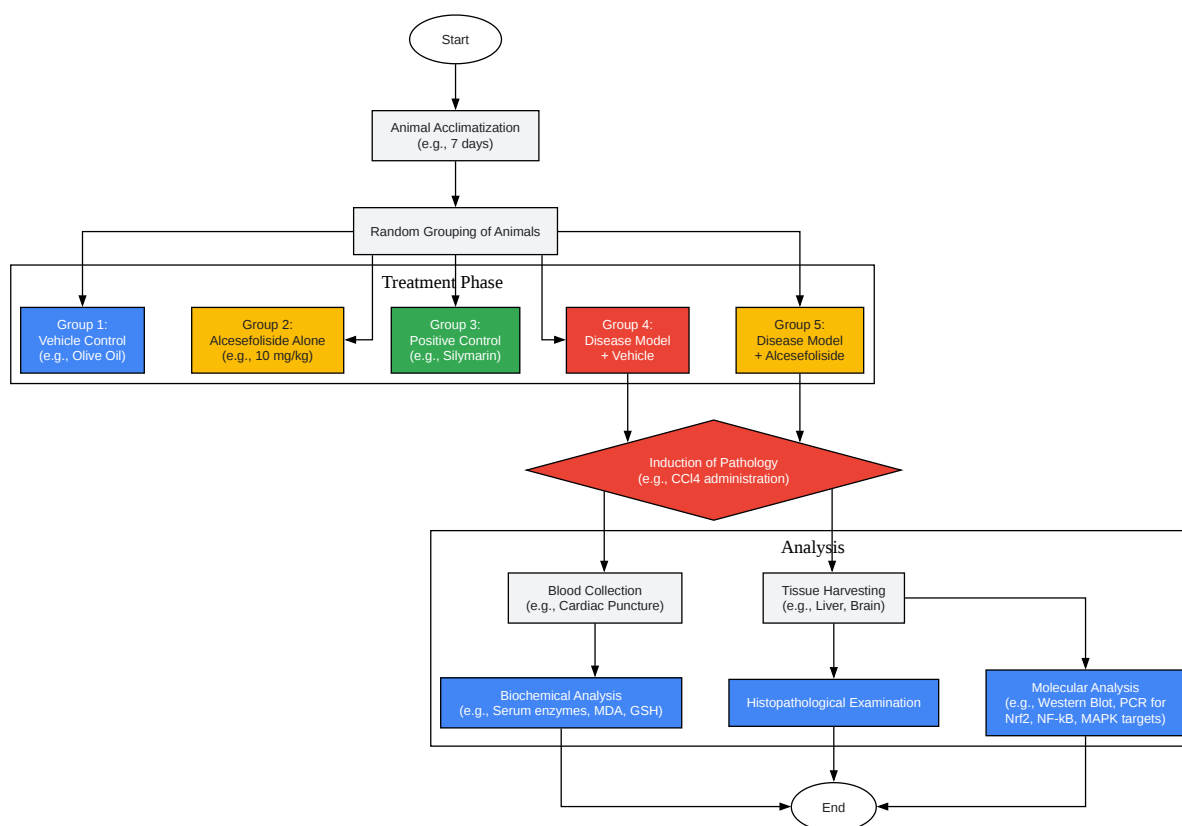 Start
Animal Acclimatization
(e.g., 7 days)
Random Grouping of Animals
Treatment Phase
Group 1:
Vehicle Control
(e.g., Olive Oil)
Group 2:
Alcesefoliside Alone
(e.g., 10 mg/kg)
Group 3:
Positive Control
(e.g., Silymarin)
Group 4:
Disease Model
+ Vehicle
Group 5:
Disease Model
+ Alcesefoliside
Induction of Pathology
(e.g., CCl4 administration)
Analysis
Blood Collection
(e.g., Cardiac Puncture)
Tissue Harvesting
(e.g., Liver, Brain)
Biochemical Analysis
(e.g., Serum enzymes, MDA, GSH)
Histopathological Examination
Molecular Analysis
(e.g., Western Blot, PCR for
Nrf2, NF-kB, MAPK targets)
End